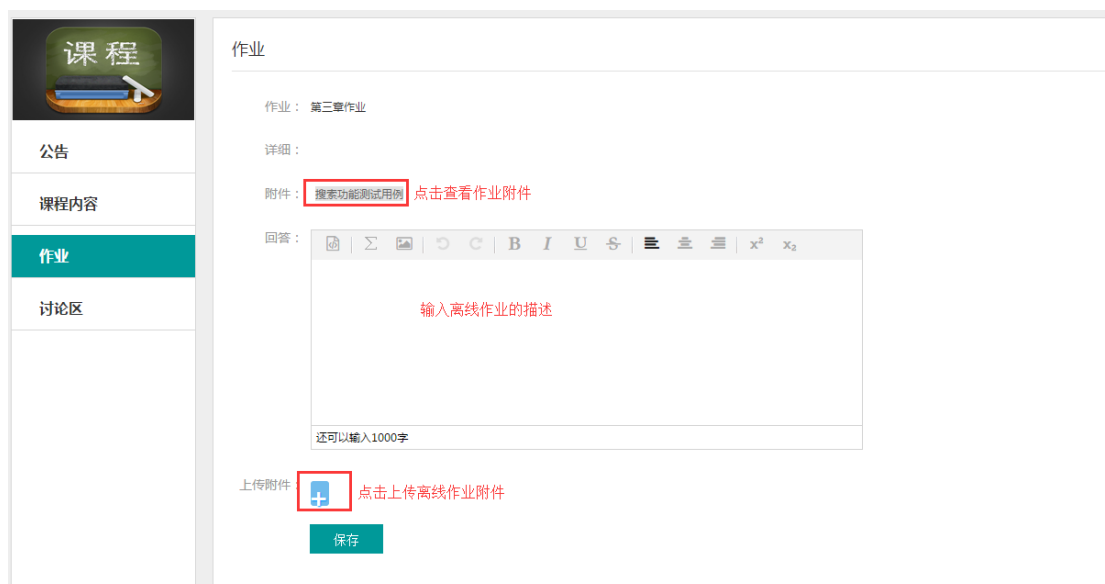 课程
公告
课程内容
作业
讨论区
作业
作业： 第三章作业
详细：
附件： 搜索功能测试用例 点击查看作业附件
回答：
Σ B I U S x² x₂
输入离线作业的描述
还可以输入1000字
上传附件： 点击上传离线作业附件
保存